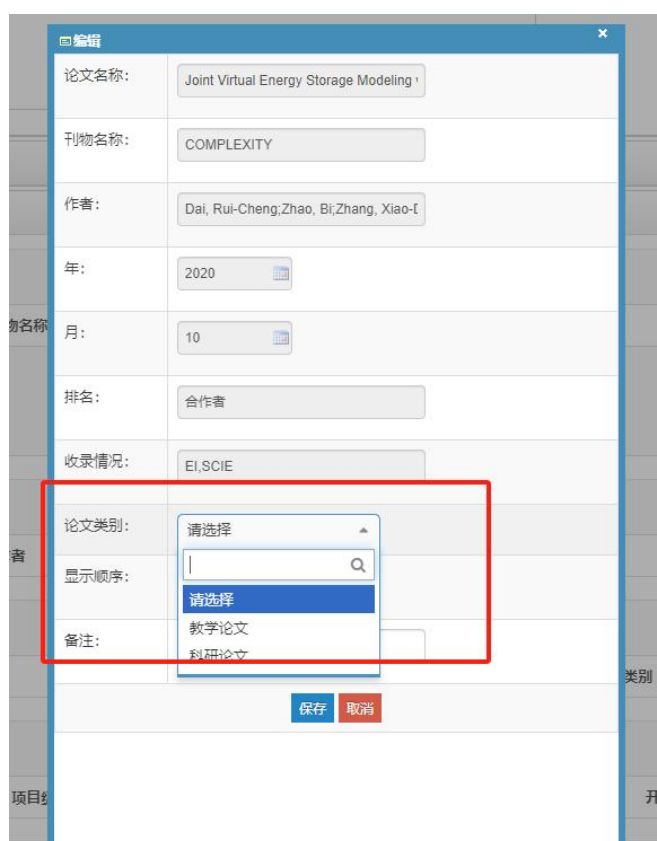 编辑 ×
论文名称: Joint Virtual Energy Storage Modeling
刊物名称: COMPLEXITY
作者: Dai, Rui-Cheng;Zhao, Bi;Zhang, Xiao-
年: 2020
物名称
月: 10
排名: 合作者
收录情况: EI,SCIE
论文类别: 请选择
者
显示顺序:
请选择
备注: 教学论文
科研论文
类别
保存 取消
项目 开